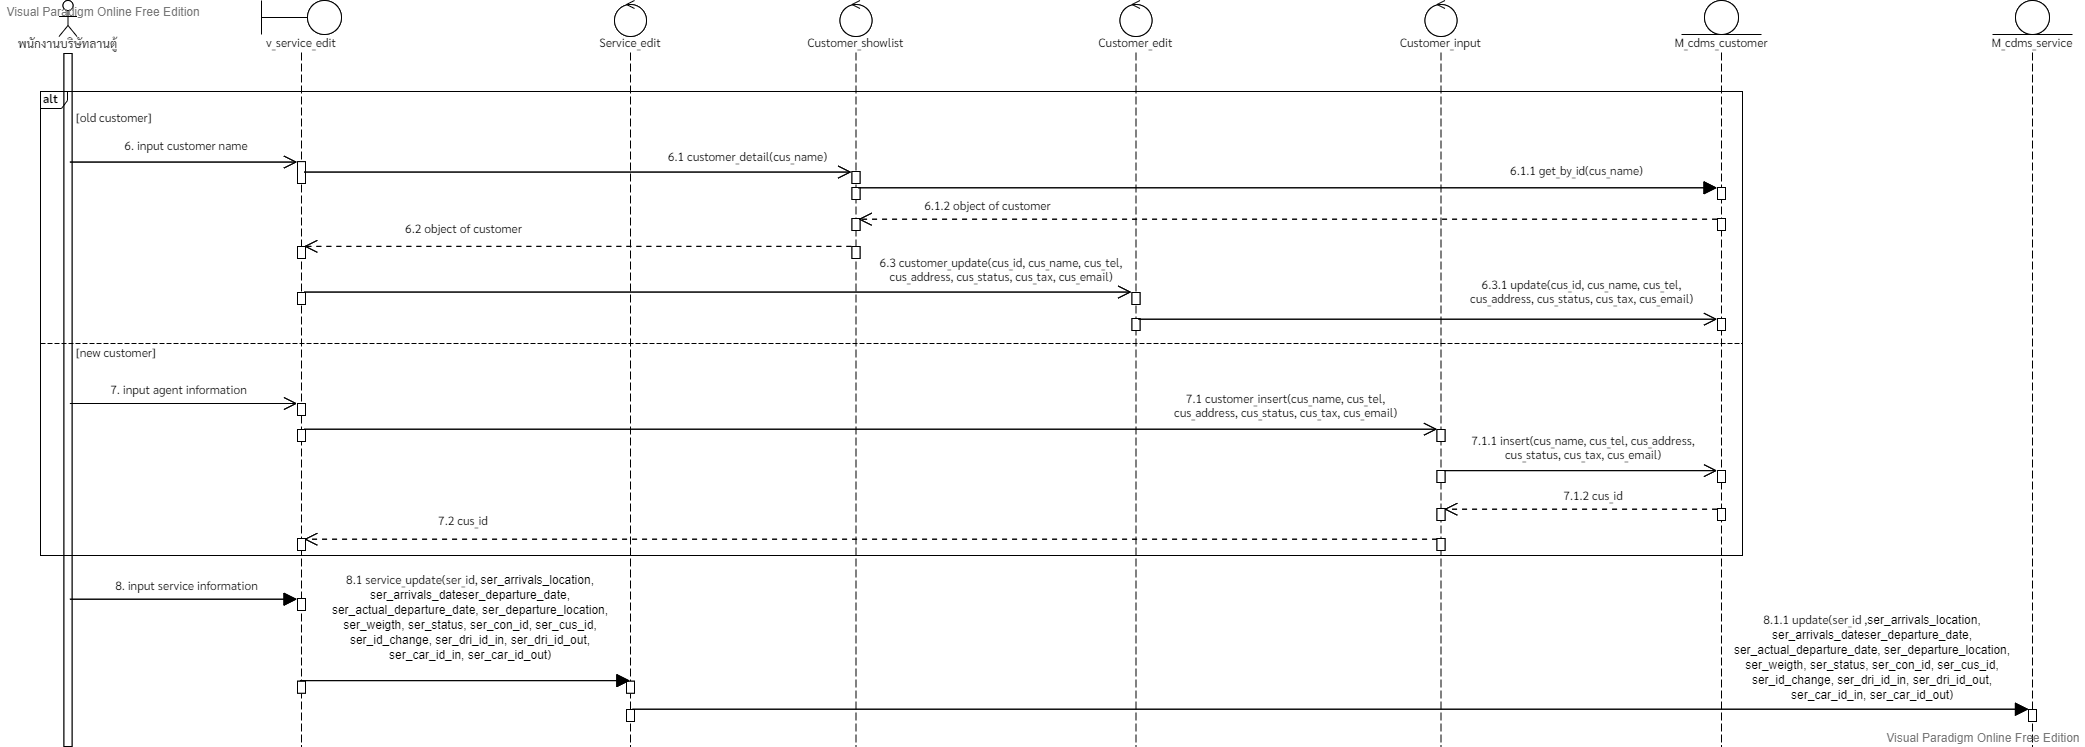 Visual Paradigm Online Free Edition
พนักงานบริษัทลานตู้
v_service_edit
Service_edit
Customer_showlist
Customer_edit
Customer_input
M_cdms_customer
M_cdms_service
alt
[old customer]
6. input customer name
6.1 customer_detail(cus_name)
6.1.1 get_by_id(cus_name)
6.1.2 object of customer
6.2 object of customer
6.3 customer_update(cus_id, cus_name, cus_tel,
cus_address, cus_status, cus_tax, cus_email)
6.3.1 update(cus_id, cus_name, cus_tel,
cus_address, cus_status, cus_tax, cus_email)
[new customer]
7. input agent information
7.1 customer_insert(cus_name, cus_tel,
cus_address, cus_status, cus_tax, cus_email)
7.1.1 insert(cus_name, cus_tel, cus_address,
cus_status, cus_tax, cus_email)
7.1.2 cus_id
7.2 cus_id
8. input service information
8.1 service_update(ser_id, ser_arrivals_location,
ser_arrivals_dateser_departure_date,
ser_actual_departure_date, ser_departure_location,
ser_weigth, ser_status, ser_con_id, ser_cus_id,
ser_id_change, ser_dri_id_in, ser_dri_id_out,
ser_car_id_in, ser_car_id_out)
8.1.1 update(ser_id ,ser_arrivals_location,
ser_arrivals_dateser_departure_date,
ser_actual_departure_date, ser_departure_location,
ser_weigth, ser_status, ser_con_id, ser_cus_id,
ser_id_change, ser_dri_id_in, ser_dri_id_out,
ser_car_id_in, ser_car_id_out)
Visual Paradigm Online Free Edition